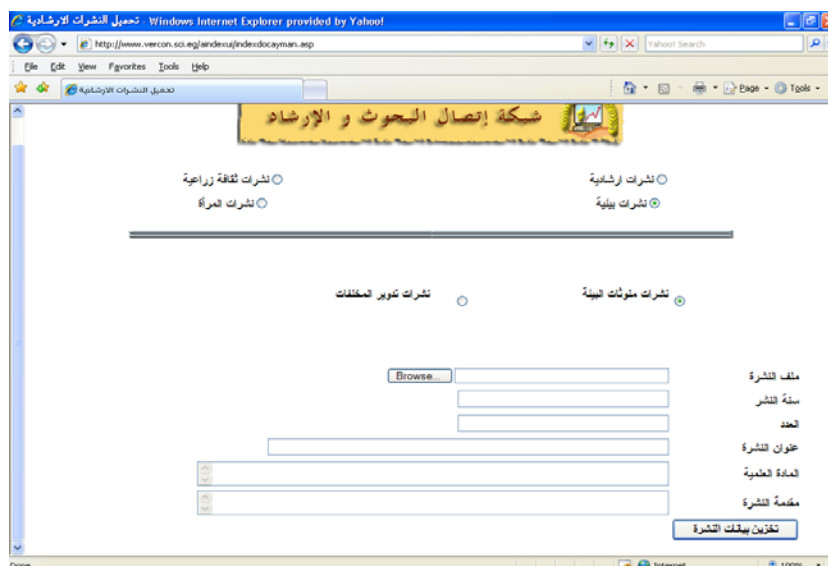 تحميل النشرات الارشادية - Windows Internet Explorer provided by Yahoo!
http://www.vercon.sci.eg/aindexui/indexdocayman.asp
Yahoo! Search
File Edit View Favorites Tools Help
تحميل النشرات الارشادية
Page Tools
شبكة إتصال البحوث و الإرشاد
نشرات ارشادية نشرات ثقافة زراعية
نشرات بيئية نشرات المرأة
نشرات ملوثات البيئة نشرات تدوير المخلفات
ملف النشرة Browse...
سنة النشر
العدد
عنوان النشرة
المادة العلمية
مقدمة النشرة
تخزين بيانات النشرة
Done Internet 100%